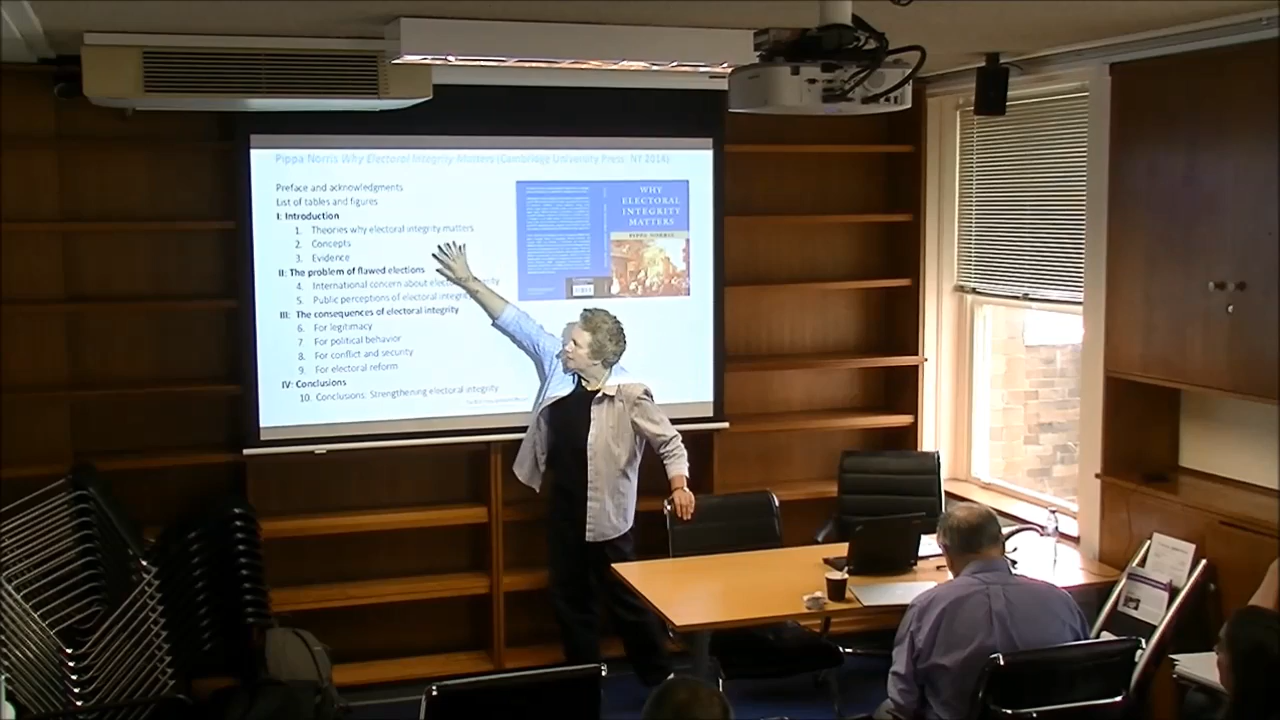 Pippa Norris Why Electoral Integrity Matters (Cambridge University Press: NY 2014)
Preface and acknowledgments
List of tables and figures
I: Introduction
1. Theories why electoral integrity matters
2. Concepts
3. Evidence
II: The problem of flawed elections
4. International concern about
5. Public perceptions of electoral
III: The consequences of electoral integrity
6. For legitimacy
7. For political behavior
8. For conflict and security
9. For electoral reform
IV: Conclusions
10. Conclusions: Strengthening electoral integrity
WHY
ELECTORAL
INTEGRITY
MATTERS
PIPPA NORRIS